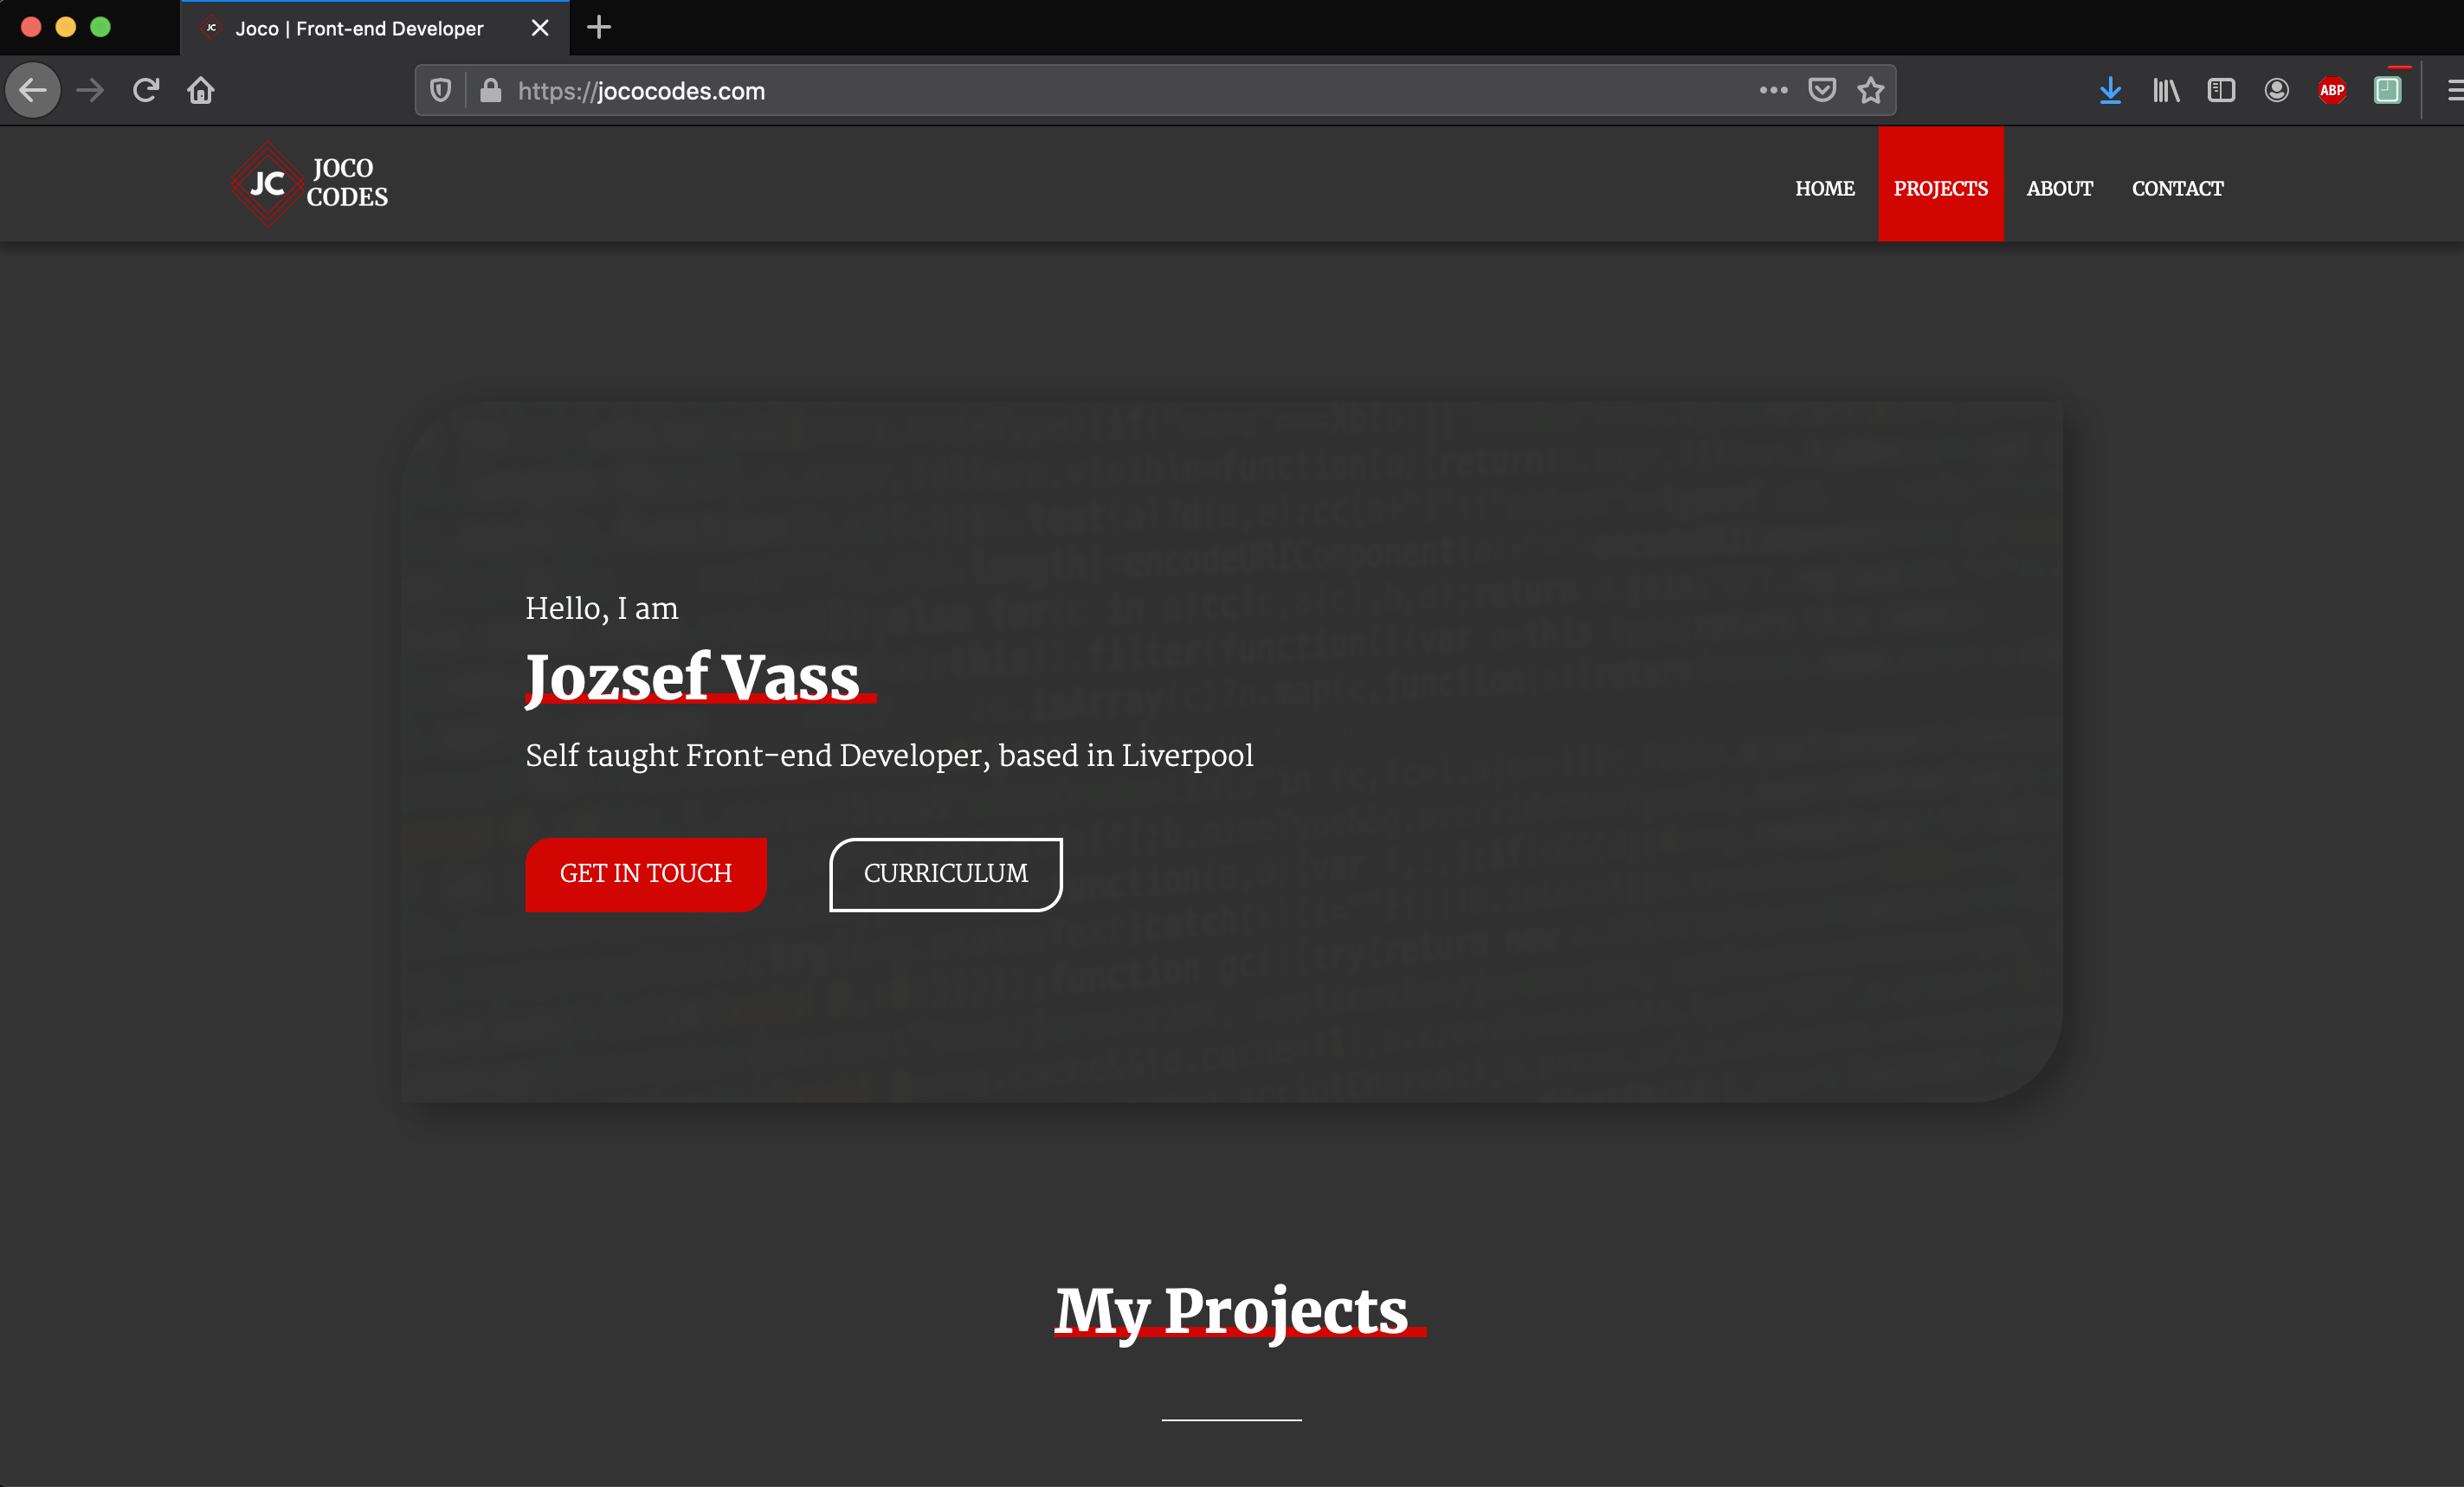 JC Joco | Front-end Developer
https://jococodes.com
ABP
JC
JOCO
CODES
HOME PROJECTS ABOUT CONTACT
Hello, I am
Jozsef Vass
Self taught Front-end Developer, based in Liverpool
GET IN TOUCH CURRICULUM
My Projects